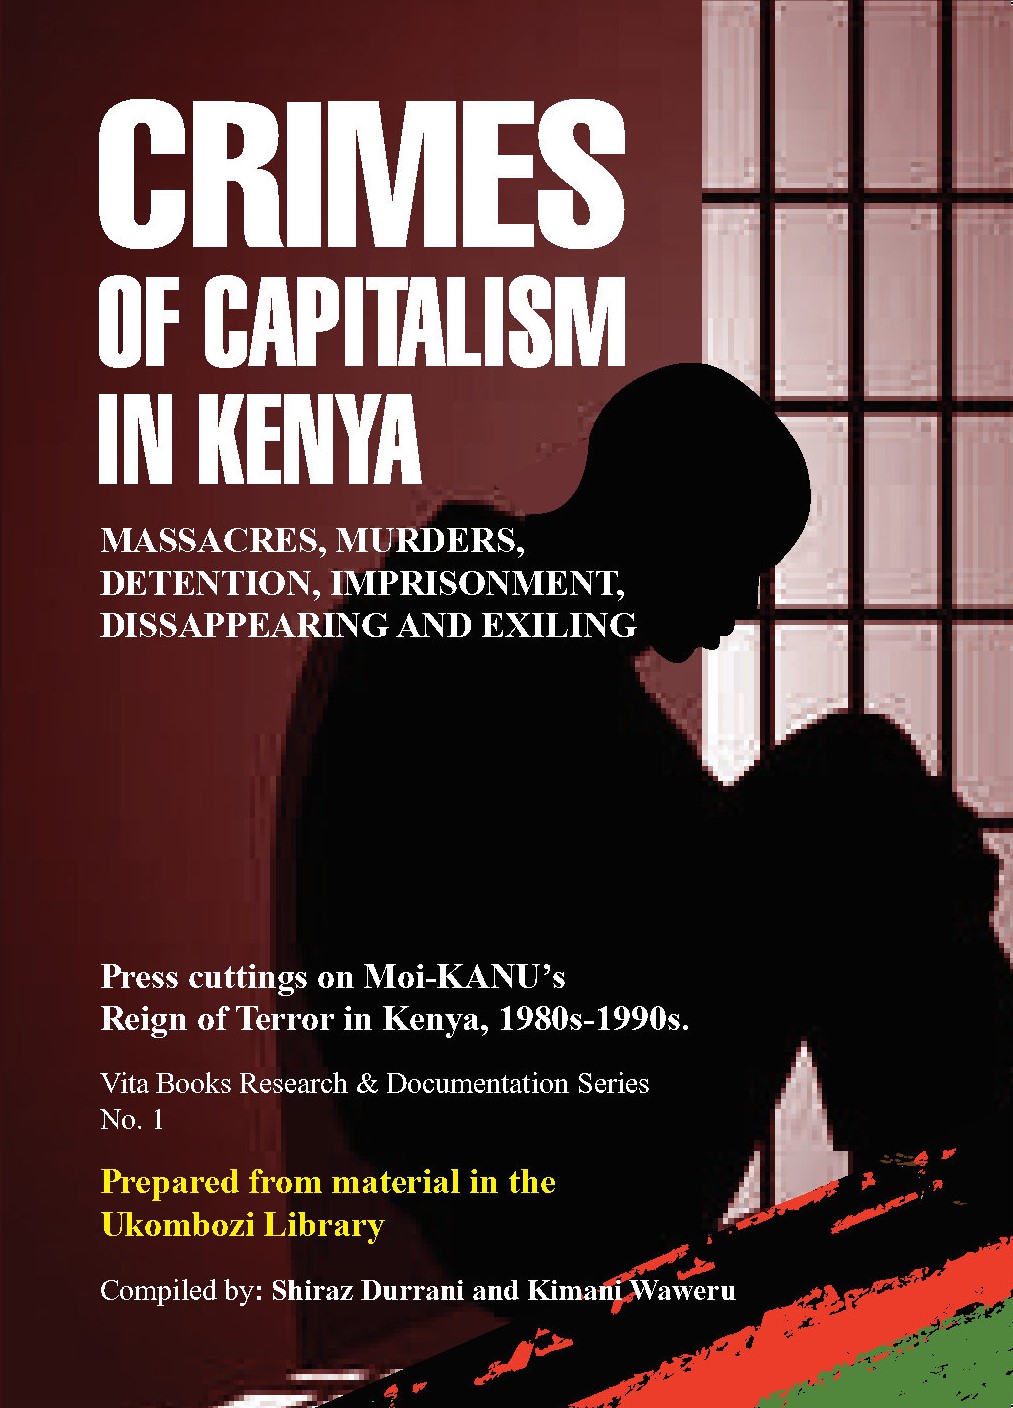 CRIMES
OF CAPITALISM
IN KENYA
MASSACRES, MURDERS,
DETENTION, IMPRISONMENT,
DISSAPPEARING AND EXILING
Press cuttings on Moi-KANU’s
Reign of Terror in Kenya, 1980s-1990s.
Vita Books Research & Documentation Series
No. 1
Prepared from material in the
Ukombozi Library
Compiled by: Shiraz Durrani and Kimani Waweru